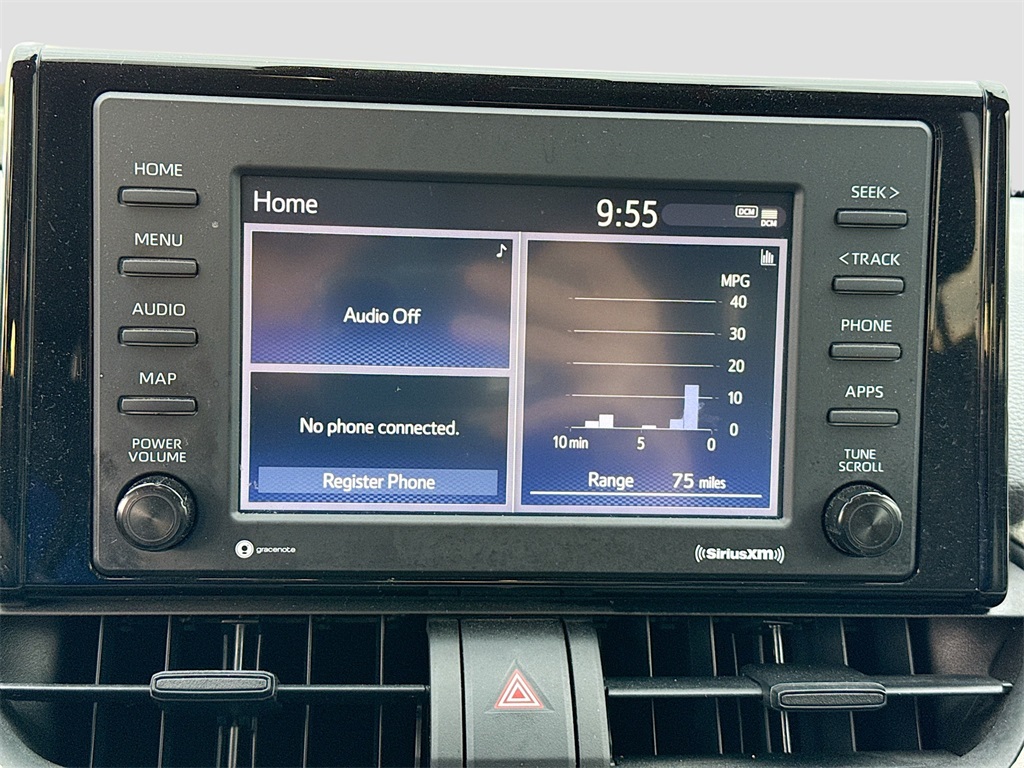 HOME
MENU
AUDIO
MAP
POWER
VOLUME
Home
9:55
DCM
DCM
Audio Off
No phone connected.
Register Phone
MPG
40
30
20
10
0
10 min 5 0
Range 75 miles
SEEK >
< TRACK
PHONE
APPS
TUNE
SCROLL
gracenote
((SiriusXM))